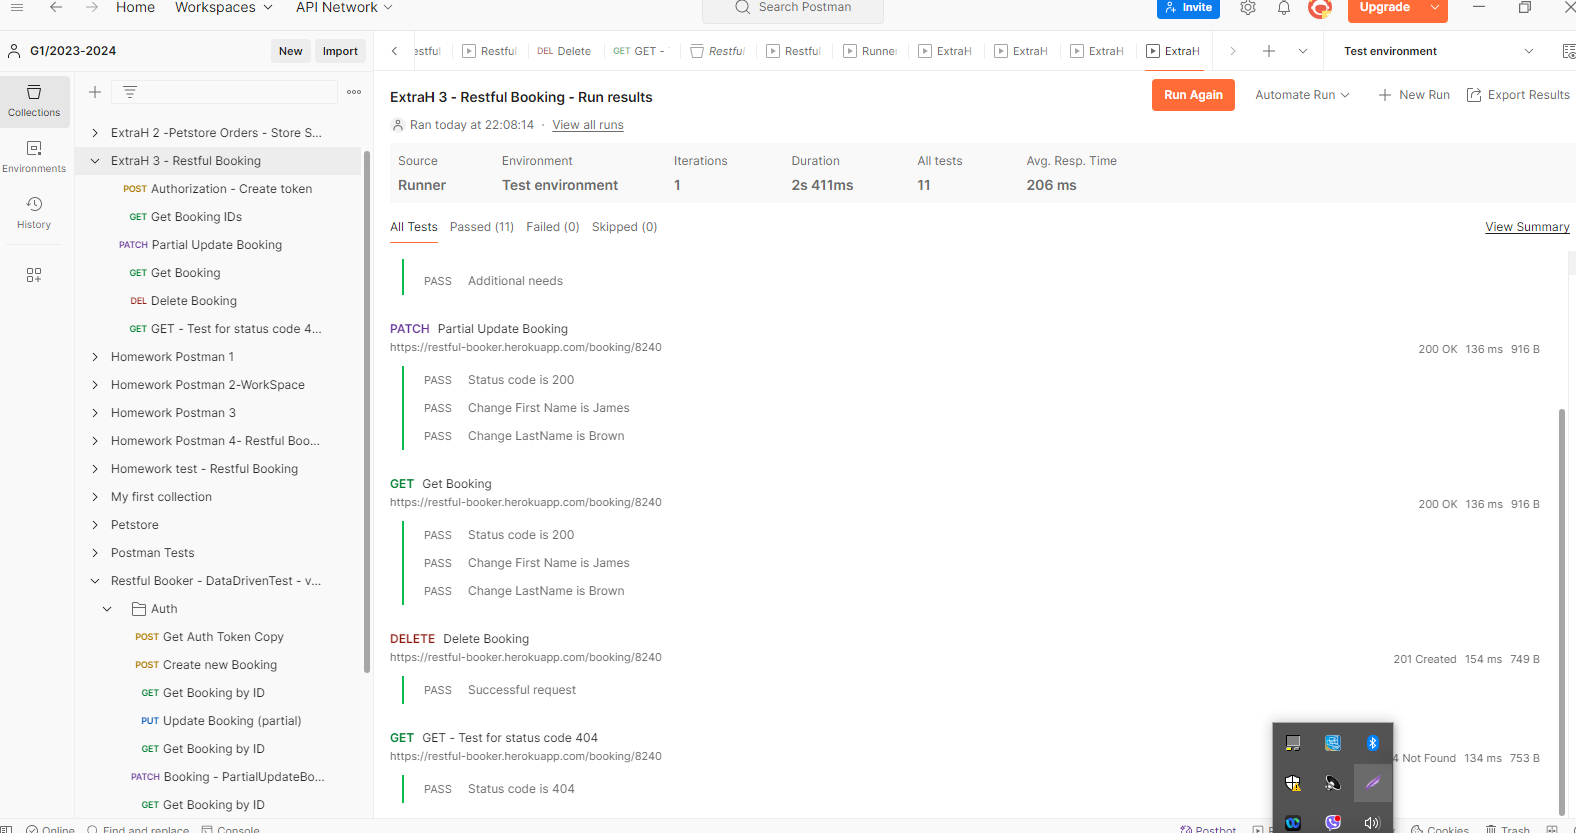 Home Workspaces API Network Search Postman Invite Upgrade
G1/2023-2024 New Import
Restful Restful DEL Delete GET GET - Restful Restful Runner ExtraH ExtraH ExtraH ExtraH Test environment
Collections
Environments
History
ExtraH 2 -Petstore Orders - Store S...
ExtraH 3 - Restful Booking
POST Authorization - Create token
GET Get Booking IDs
PATCH Partial Update Booking
GET Get Booking
DEL Delete Booking
GET GET - Test for status code 4...
Homework Postman 1
Homework Postman 2-WorkSpace
Homework Postman 3
Homework Postman 4- Restful Boo...
Homework test - Restful Booking
My first collection
Petstore
Postman Tests
Restful Booker - DataDrivenTest - v...
Auth
POST Get Auth Token Copy
POST Create new Booking
GET Get Booking by ID
PUT Update Booking (partial)
GET Get Booking by ID
PATCH Booking - PartialUpdateBo...
GET Get Booking by ID
ExtraH 3 - Restful Booking - Run results
Run Again Automate Run New Run Export Results
Ran today at 22:08:14 · View all runs
Source Environment Iterations Duration All tests Avg. Resp. Time
Runner Test environment 1 2s 411ms 11 206 ms
All Tests Passed (11) Failed (0) Skipped (0) View Summary
PASS Additional needs
PATCH Partial Update Booking
https://restful-booker.herokuapp.com/booking/8240
200 OK 136 ms 916 B
PASS Status code is 200
PASS Change First Name is James
PASS Change LastName is Brown
GET Get Booking
https://restful-booker.herokuapp.com/booking/8240
200 OK 136 ms 916 B
PASS Status code is 200
PASS Change First Name is James
PASS Change LastName is Brown
DELETE Delete Booking
https://restful-booker.herokuapp.com/booking/8240
201 Created 154 ms 749 B
PASS Successful request
GET GET - Test for status code 404
https://restful-booker.herokuapp.com/booking/8240
4 Not Found 134 ms 753 B
PASS Status code is 404
Online Find and replace Console Postbot Cookies Trash